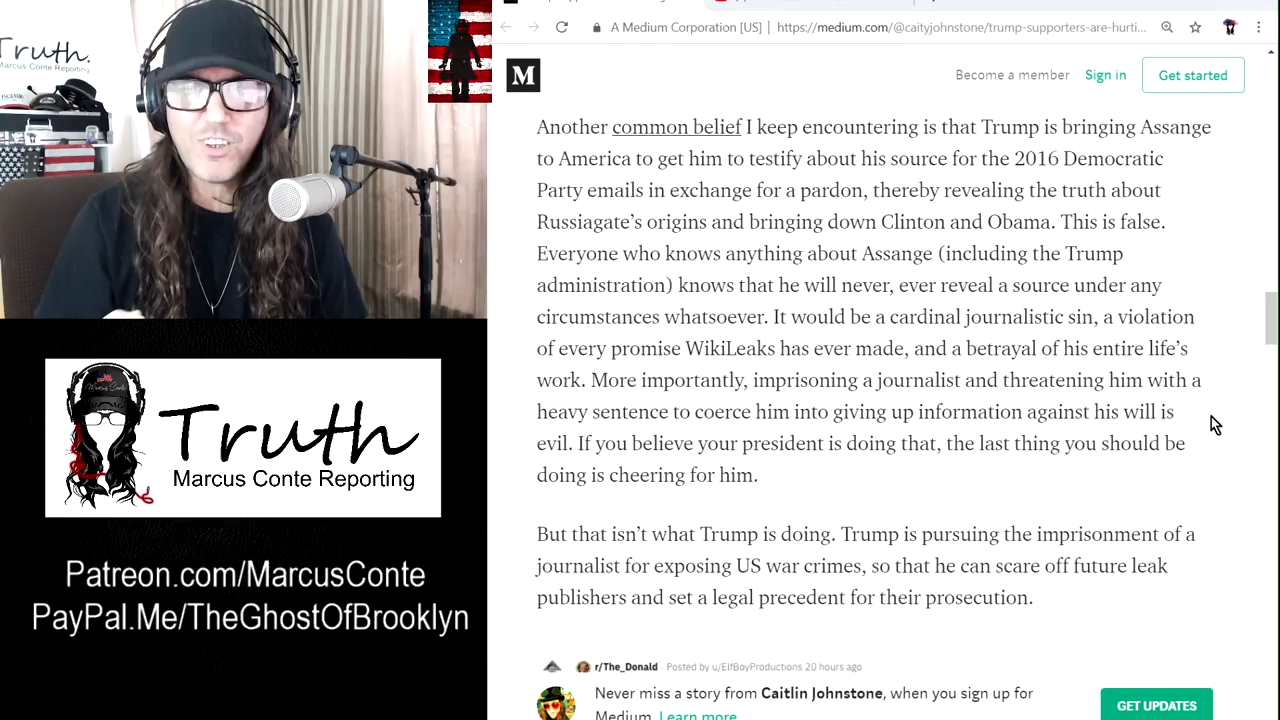 Truth.
Marcus Conte Reporting
A Medium Corporation [US] | https://medium.com/@caityjohnstone/trump-supporters-are-hurti
M
Become a member
Sign in
Get started
Another common belief I keep encountering is that Trump is bringing Assange
to America to get him to testify about his source for the 2016 Democratic
Party emails in exchange for a pardon, thereby revealing the truth about
Russiagate’s origins and bringing down Clinton and Obama. This is false.
Everyone who knows anything about Assange (including the Trump
administration) knows that he will never, ever reveal a source under any
circumstances whatsoever. It would be a cardinal journalistic sin, a violation
of every promise WikiLeaks has ever made, and a betrayal of his entire life’s
work. More importantly, imprisoning a journalist and threatening him with a
heavy sentence to coerce him into giving up information against his will is
evil. If you believe your president is doing that, the last thing you should be
doing is cheering for him.
But that isn’t what Trump is doing. Trump is pursuing the imprisonment of a
journalist for exposing US war crimes, so that he can scare off future leak
publishers and set a legal precedent for their prosecution.
r/The_Donald · Posted by u/ElfBoyProductions 20 hours ago
Never miss a story from Caitlin Johnstone, when you sign up for
Medium. Learn more
GET UPDATES
Truth
Marcus Conte Reporting
Patreon.com/MarcusConte
PayPal.Me/TheGhostOfBrooklyn